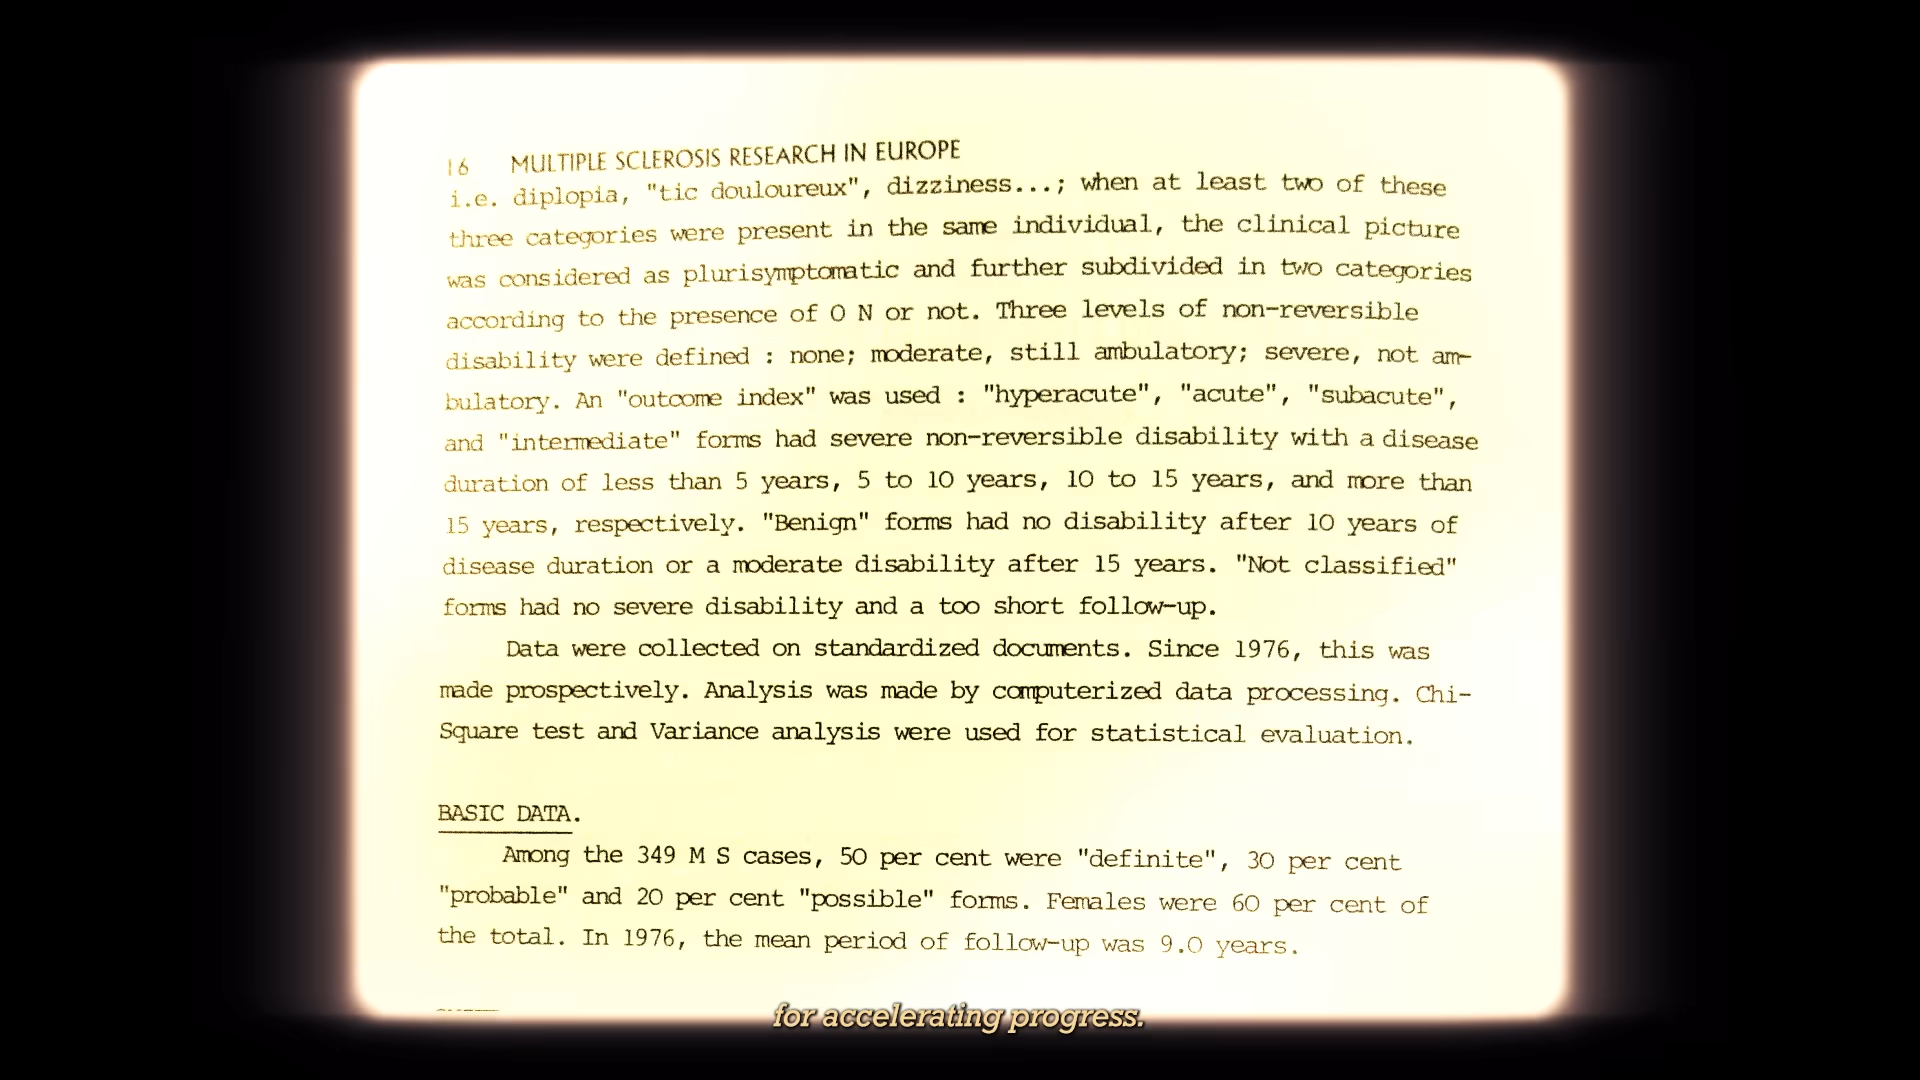 16 MULTIPLE SCLEROSIS RESEARCH IN EUROPE
i.e. diplopia, "tic douloureux", dizziness...; when at least two of these
three categories were present in the same individual, the clinical picture
was considered as plurisymptomatic and further subdivided in two categories
according to the presence of O N or not. Three levels of non-reversible
disability were defined : none; moderate, still ambulatory; severe, not am-
bulatory. An "outcome index" was used : "hyperacute", "acute", "subacute",
and "intermediate" forms had severe non-reversible disability with a disease
duration of less than 5 years, 5 to 10 years, 10 to 15 years, and more than
15 years, respectively. "Benign" forms had no disability after 10 years of
disease duration or a moderate disability after 15 years. "Not classified"
forms had no severe disability and a too short follow-up.
Data were collected on standardized documents. Since 1976, this was
made prospectively. Analysis was made by computerized data processing. Chi-
Square test and Variance analysis were used for statistical evaluation.
BASIC DATA.
Among the 349 M S cases, 50 per cent were "definite", 30 per cent
"probable" and 20 per cent "possible" forms. Females were 60 per cent of
the total. In 1976, the mean period of follow-up was 9.0 years.
for accelerating progress.